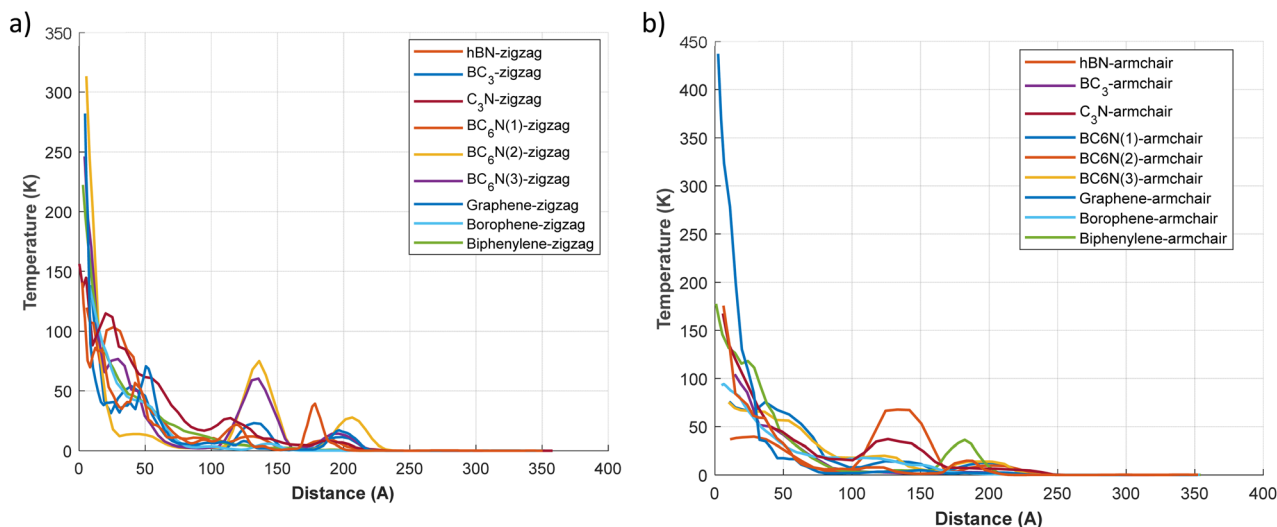 a)
350
300
250
200
150
100
50
0
Temperature (K)
0 50 100 150 200 250 300 350 400
Distance (A)
hBN-zigzag
BC3-zigzag
C3N-zigzag
BC6N(1)-zigzag
BC6N(2)-zigzag
BC6N(3)-zigzag
Graphene-zigzag
Borophene-zigzag
Biphenylene-zigzag
b)
450
400
350
300
250
200
150
100
50
0
Temperature (K)
0 50 100 150 200 250 300 350 400
Distance (A)
hBN-armchair
BC3-armchair
C3N-armchair
BC6N(1)-armchair
BC6N(2)-armchair
BC6N(3)-armchair
Graphene-armchair
Borophene-armchair
Biphenylene-armchair